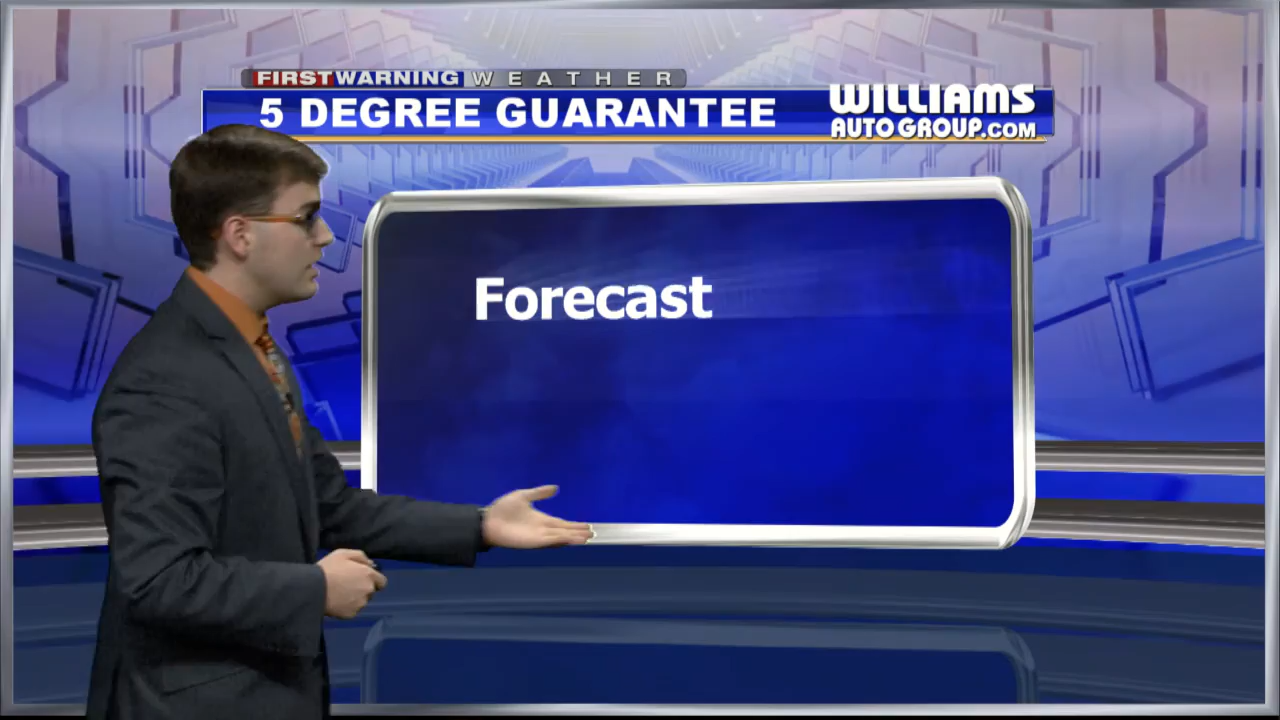 FIRSTWARNING WEATHER
5 DEGREE GUARANTEE
WILLIAMS
AUTOGROUP.COM
Forecast